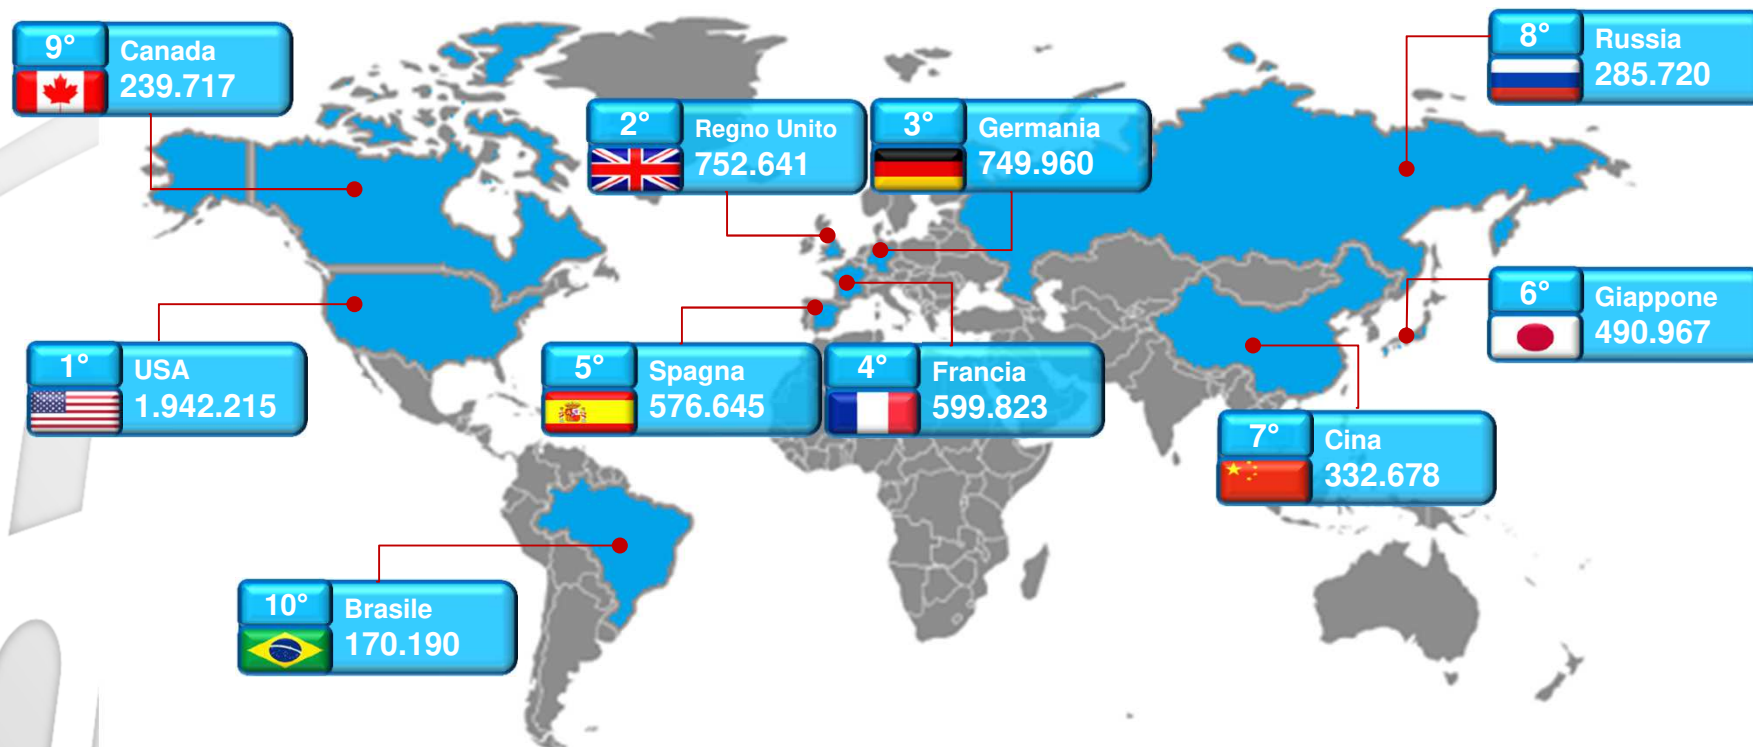 9°
Canada
239.717
8°
Russia
285.720
2°
Regno Unito
752.641
3°
Germania
749.960
6°
Giappone
490.967
1°
USA
1.942.215
5°
Spagna
576.645
4°
Francia
599.823
7°
Cina
332.678
10°
Brasile
170.190